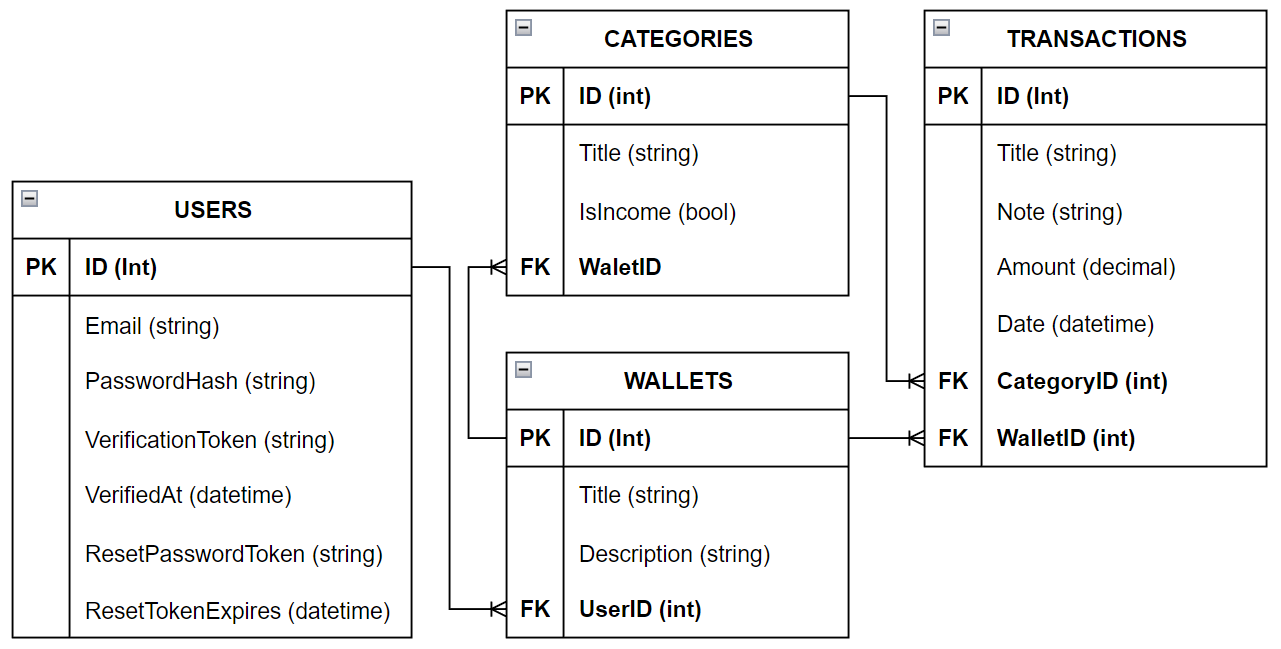 USERS
PK ID (Int)
Email (string)
PasswordHash (string)
VerificationToken (string)
VerifiedAt (datetime)
ResetPasswordToken (string)
ResetTokenExpires (datetime)
CATEGORIES
PK ID (int)
Title (string)
IsIncome (bool)
FK WaletID
WALLETS
PK ID (Int)
Title (string)
Description (string)
FK UserID (int)
TRANSACTIONS
PK ID (Int)
Title (string)
Note (string)
Amount (decimal)
Date (datetime)
FK CategoryID (int)
FK WalletID (int)